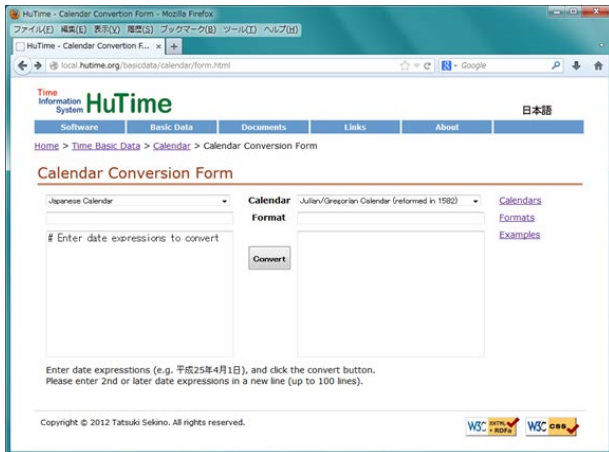 HuTime - Calendar Convertion Form - Mozilla Firefox
ファイル(F) 編集(E) 表示(V) 履歴(S) ブックマーク(B) ツール(T) ヘルプ(H)
HuTime - Calendar Convertion F... × +
local.hutime.org/basicdata/calendar/form.html
Google
Time Information System HuTime
日本語
Software Basic Data Documents Links About
Home > Time Basic Data > Calendar > Calendar Conversion Form
Calendar Conversion Form
Japanese Calendar Calendar Julian/Gregorian Calendar (reformed in 1582) Calendars
Format Formats
# Enter date expressions to convert Examples
Convert
Enter date expresstions (e.g. 平成25年4月1日), and click the convert button.
Please enter 2nd or later date expressions in a new line (up to 100 lines).
Copyright © 2012 Tatsuki Sekino. All rights reserved.
W3C XHTML + RDFa W3C css